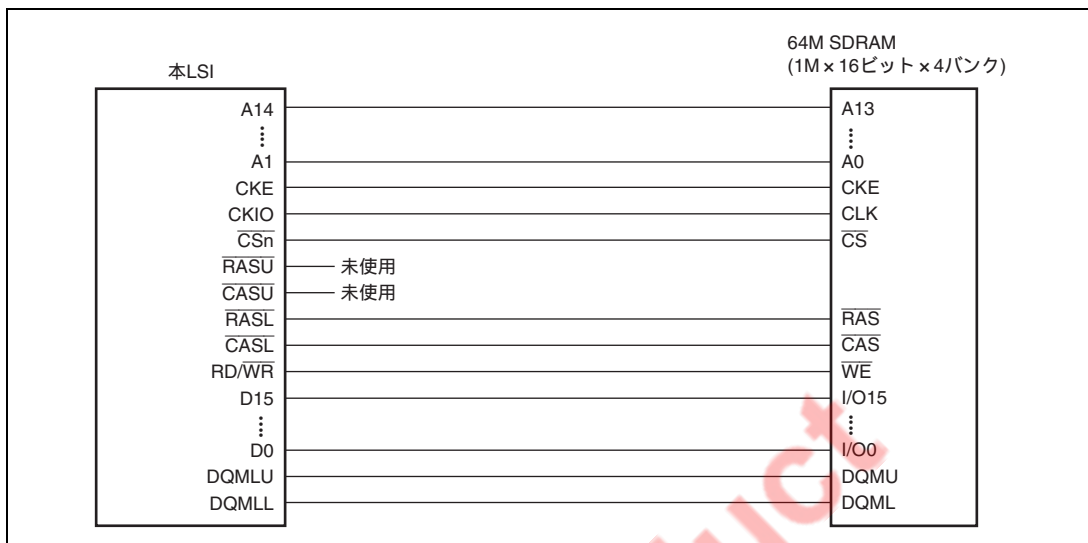 64M SDRAM
本LSI (1M×16ビット×4バンク)
A14 A13
A1 A0
CKE CKE
CKIO CLK
CSn CS
RASU 未使用
CASU 未使用
RASL RAS
CASL CAS
RD/WR WE
D15 I/O15
D0 I/O0
DQMLU DQMU
DQMLL DQML
uct